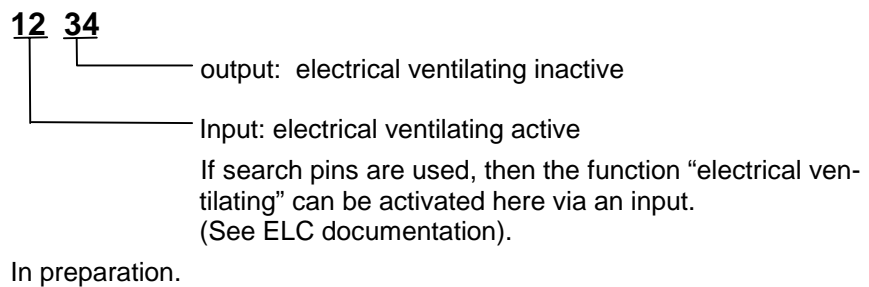 12 34
output: electrical ventilating inactive
Input: electrical ventilating active
If search pins are used, then the function “electrical ven-
tilating” can be activated here via an input.
(See ELC documentation).
In preparation.